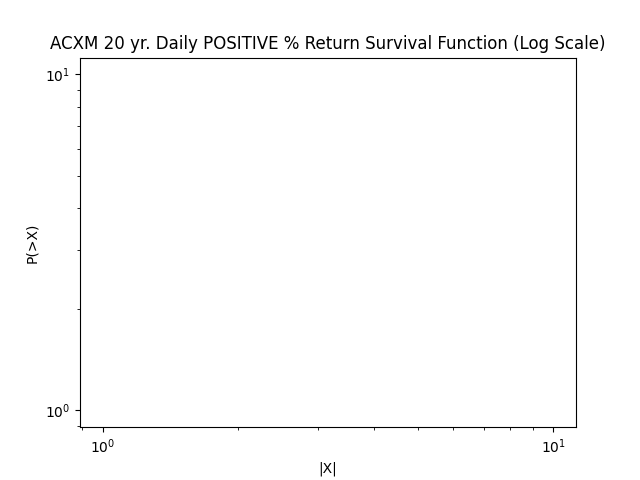 ACXM 20 yr. Daily POSITIVE % Return Survival Function (Log Scale)
10¹
P(>X)
10⁰
10⁰ 10¹
|X|